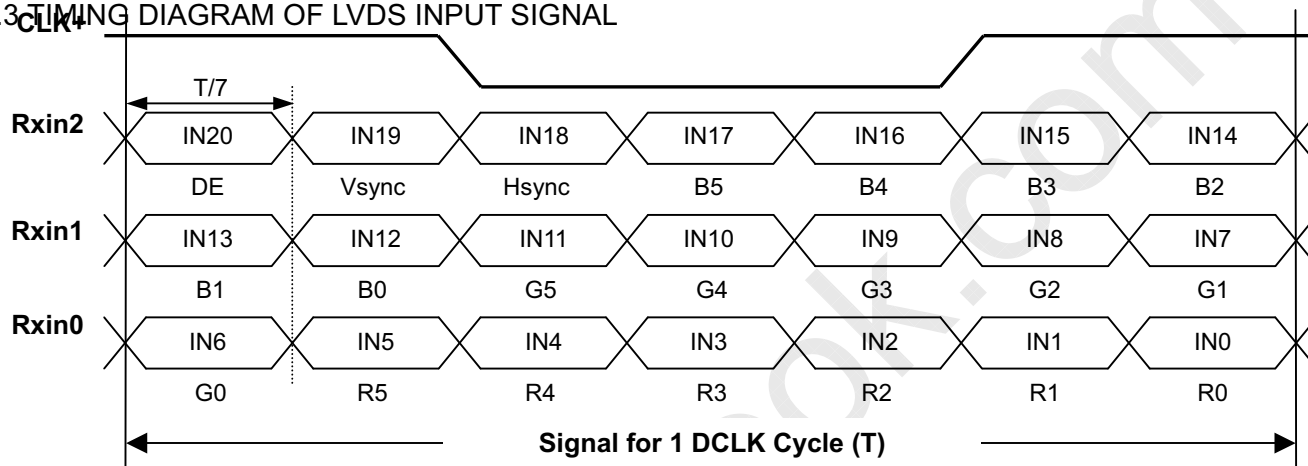 .3 TIMING DIAGRAM OF LVDS INPUT SIGNAL
CLK+
T/7
Rxin2
IN20 IN19 IN18 IN17 IN16 IN15 IN14
DE Vsync Hsync B5 B4 B3 B2
Rxin1
IN13 IN12 IN11 IN10 IN9 IN8 IN7
B1 B0 G5 G4 G3 G2 G1
Rxin0
IN6 IN5 IN4 IN3 IN2 IN1 IN0
G0 R5 R4 R3 R2 R1 R0
Signal for 1 DCLK Cycle (T)
ok.com